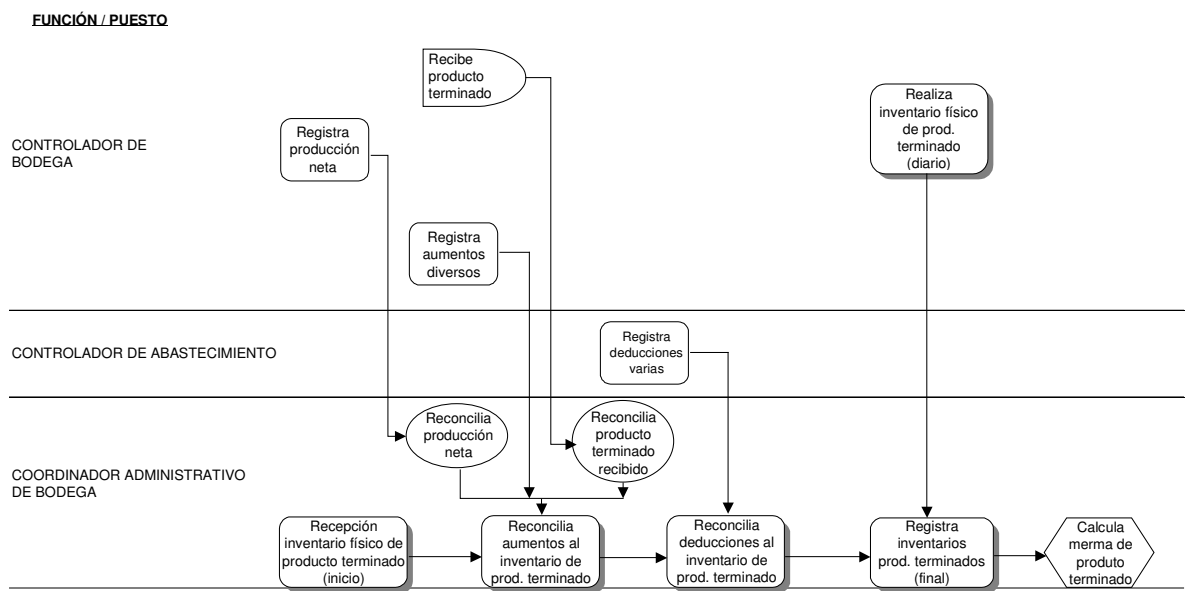 FUNCIÓN / PUESTO
Recibe
producto
terminado
Realiza
inventario físico
de prod.
terminado
(diario)
CONTROLADOR DE
BODEGA
Registra
producción
neta
Registra
aumentos
diversos
CONTROLADOR DE ABASTECIMIENTO
Registra
deducciones
varias
COORDINADOR ADMINISTRATIVO
DE BODEGA
Reconcilia
producción
neta
Reconcilia
producto
terminado
recibido
Recepción
inventario físico de
producto terminado
(inicio)
Reconcilia
aumentos al
inventario de
prod. terminado
Reconcilia
deducciones al
inventario de
prod. terminado
Registra
inventarios
prod. terminados
(final)
Calcula
merma de
produto
terminado